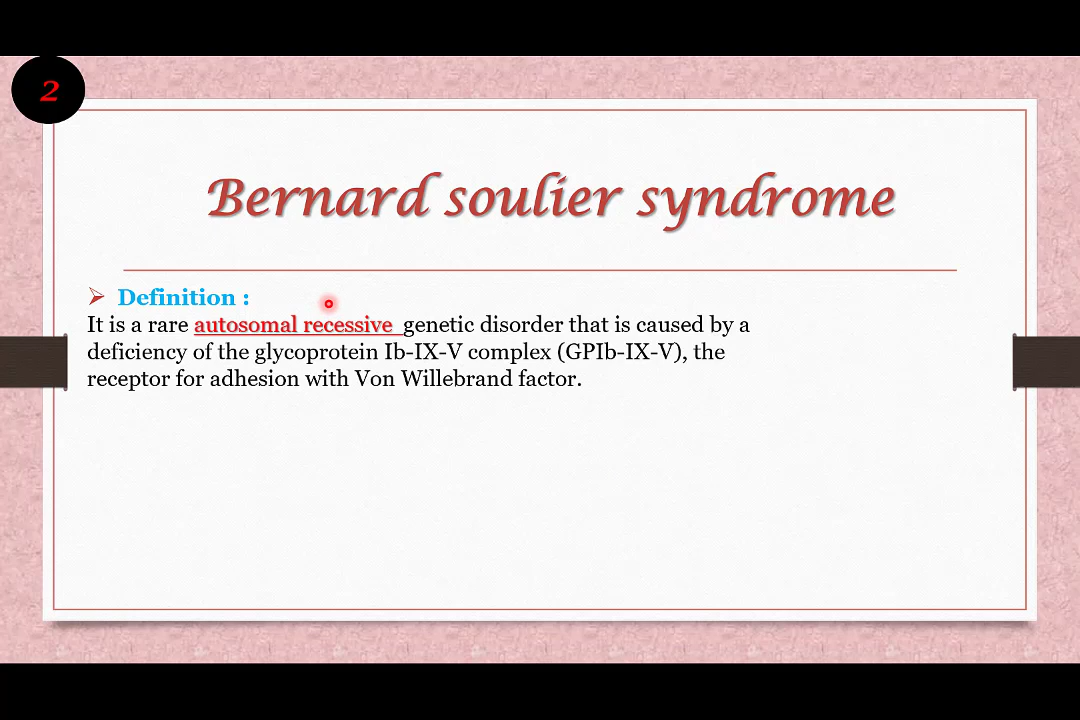 2
Bernard soulier syndrome
Definition :
It is a rare autosomal recessive genetic disorder that is caused by a
deficiency of the glycoprotein Ib-IX-V complex (GPIb-IX-V), the
receptor for adhesion with Von Willebrand factor.